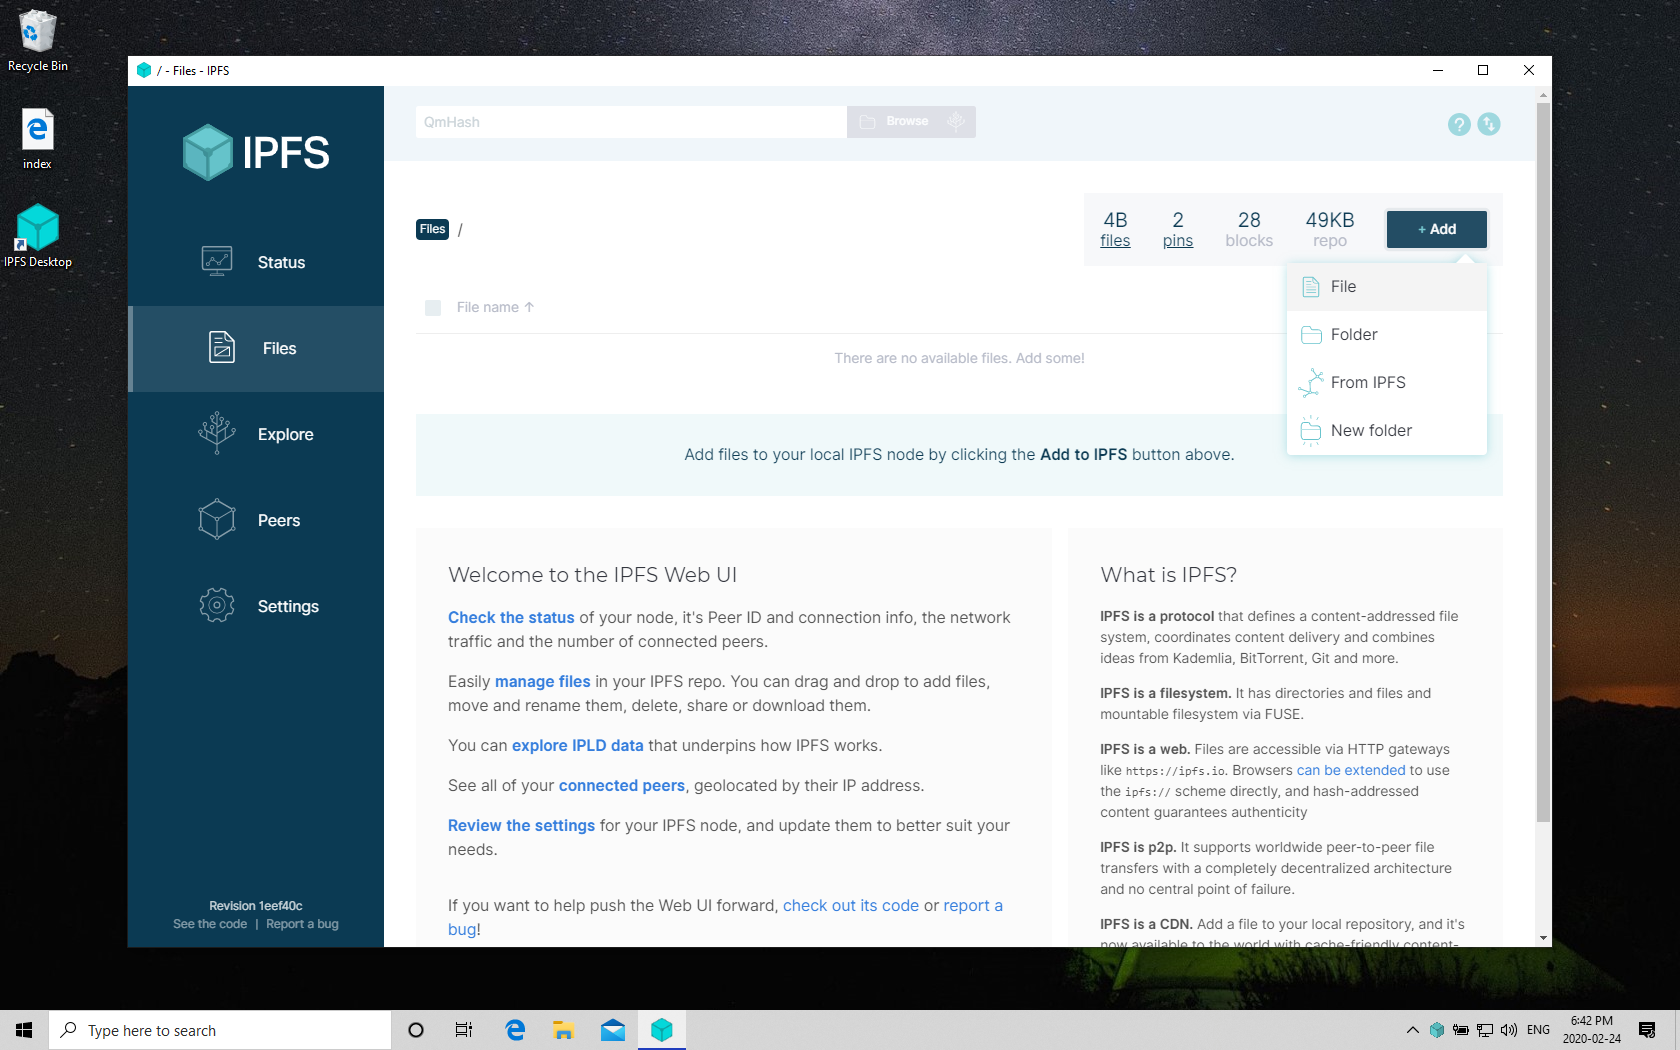 Recycle Bin
index
IPFS Desktop
/ - Files - IPFS
IPFS
Status
Files
Explore
Peers
Settings
Revision 1eef40c
See the code | Report a bug
QmHash
Browse
?
Files /
4B
files
2
pins
28
blocks
49KB
repo
+ Add
File
Folder
From IPFS
New folder
File name ↑
There are no available files. Add some!
Add files to your local IPFS node by clicking the Add to IPFS button above.
Welcome to the IPFS Web UI
Check the status of your node, it's Peer ID and connection info, the network
traffic and the number of connected peers.
Easily manage files in your IPFS repo. You can drag and drop to add files,
move and rename them, delete, share or download them.
You can explore IPLD data that underpins how IPFS works.
See all of your connected peers, geolocated by their IP address.
Review the settings for your IPFS node, and update them to better suit your
needs.
If you want to help push the Web UI forward, check out its code or report a
bug!
What is IPFS?
IPFS is a protocol that defines a content-addressed file
system, coordinates content delivery and combines
ideas from Kademlia, BitTorrent, Git and more.
IPFS is a filesystem. It has directories and files and
mountable filesystem via FUSE.
IPFS is a web. Files are accessible via HTTP gateways
like https://ipfs.io. Browsers can be extended to use
the ipfs:// scheme directly, and hash-addressed
content guarantees authenticity
IPFS is p2p. It supports worldwide peer-to-peer file
transfers with a completely decentralized architecture
and no central point of failure.
IPFS is a CDN. Add a file to your local repository, and it's
now available to the world with cache-friendly content-
Type here to search
ENG
6:42 PM
2020-02-24